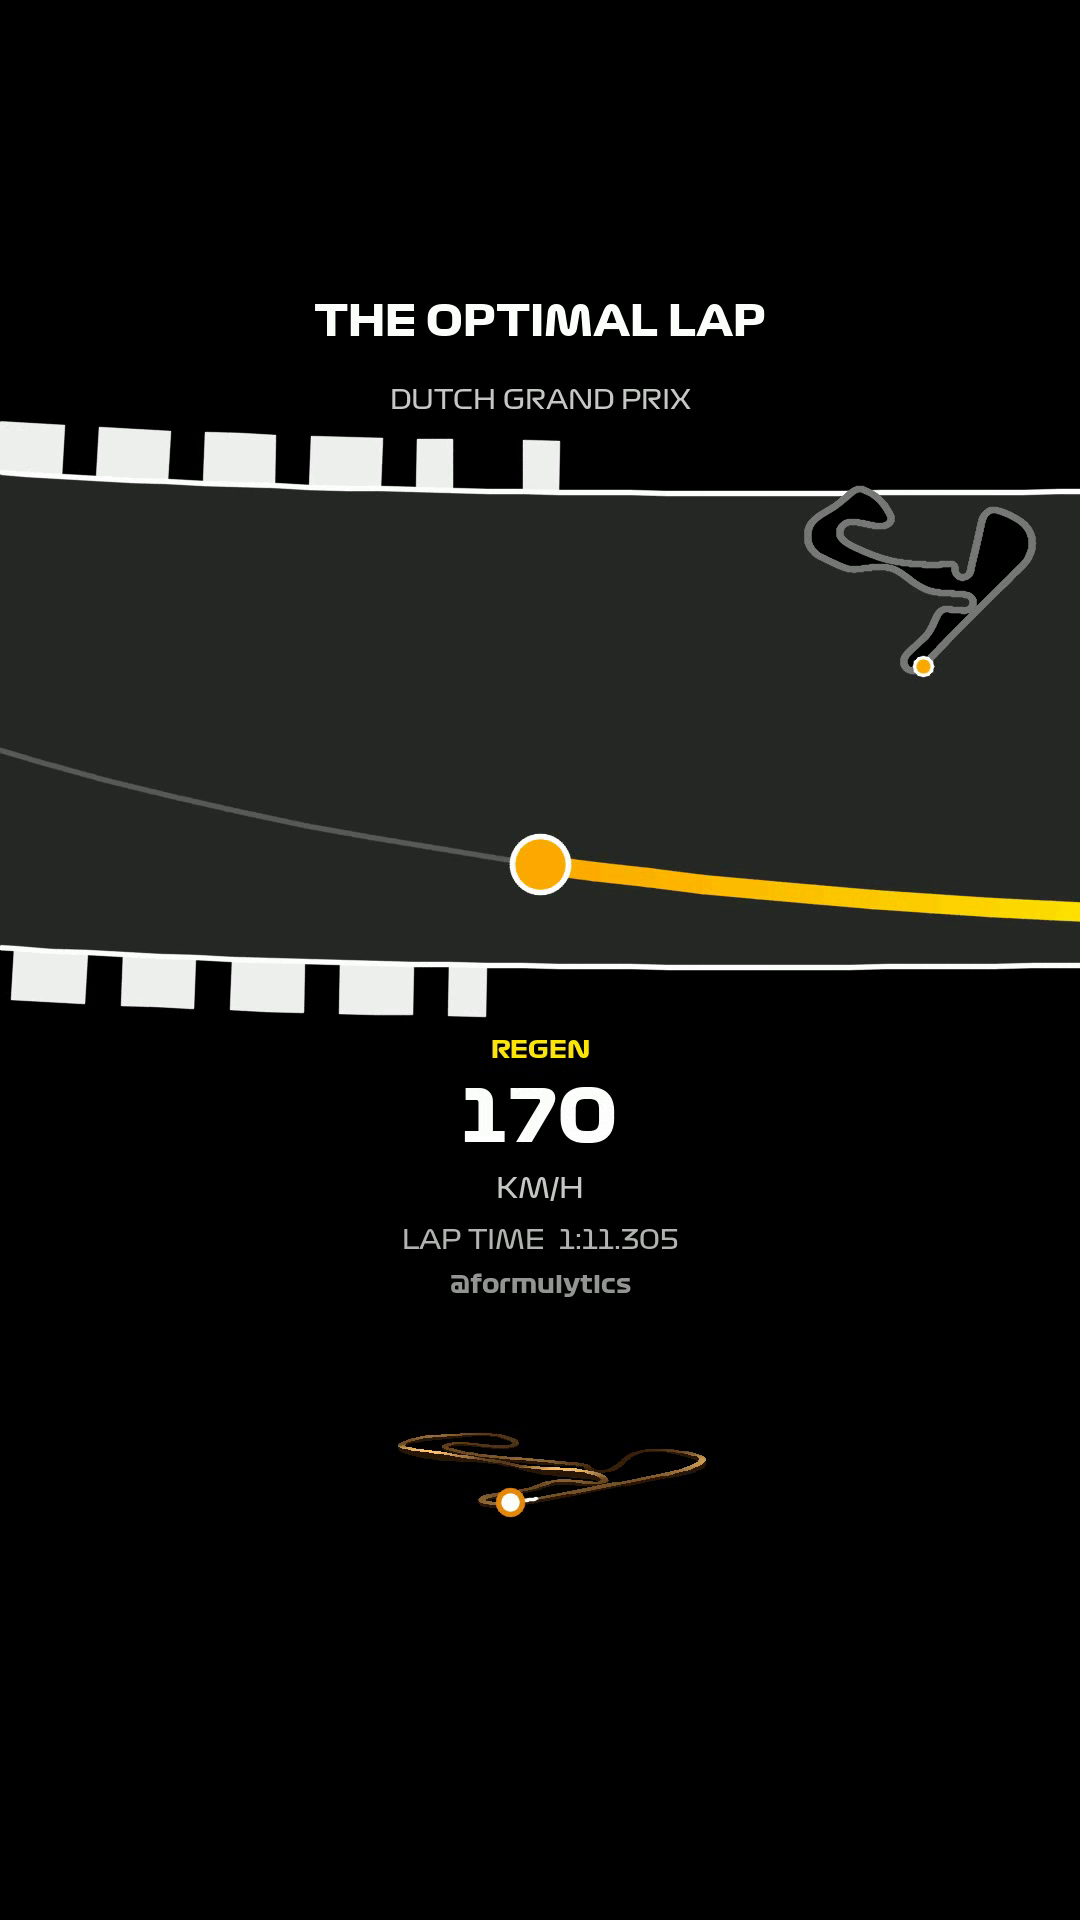 THE OPTIMAL LAP
DUTCH GRAND PRIX
REGEN
170
KM/H
LAP TIME 1:11.305
@formulytics